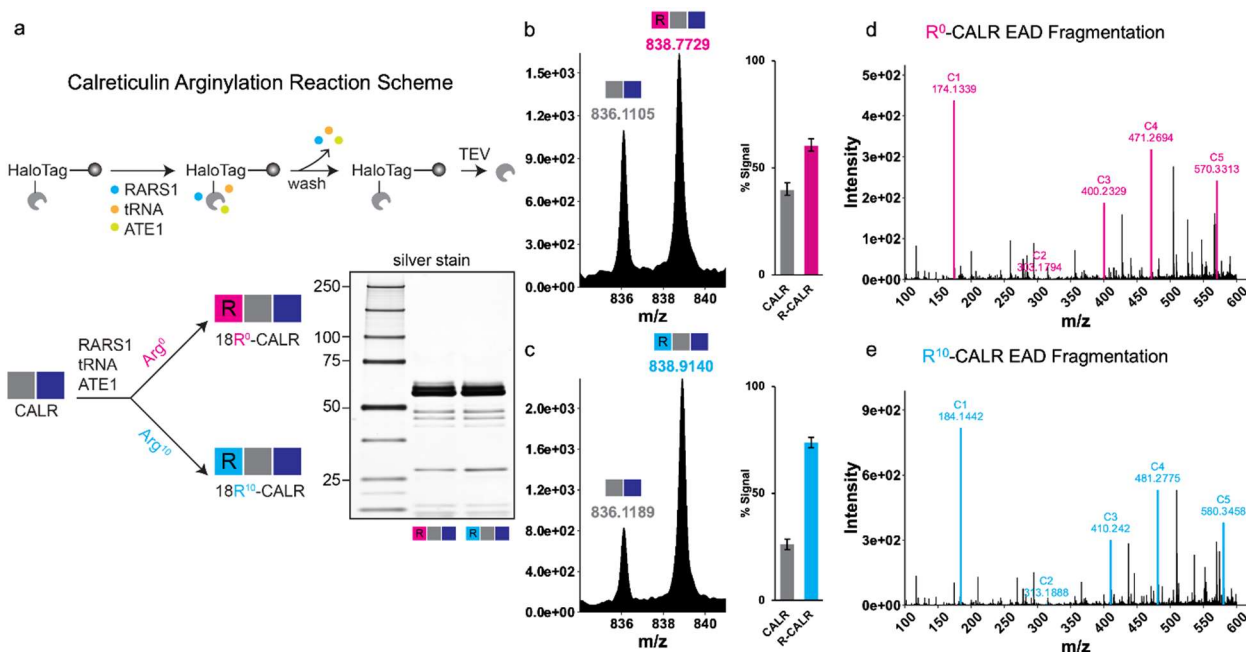 a
Calreticulin Arginylation Reaction Scheme
HaloTag
RARS1
tRNA
ATE1
HaloTag
wash
HaloTag
TEV
CALR
RARS1
tRNA
ATE1
Arg⁰
Arg¹⁰
R
18R⁰-CALR
R
18R¹⁰-CALR
silver stain
250
100
75
50
25
R
R
b
R
838.7729
836.1105
1.5e+03
1.2e+03
9.0e+02
6.0e+02
3.0e+02
0.0e+00
836
838
840
m/z
% Signal
100
50
0
CALR
R-CALR
c
R
838.9140
836.1189
2.0e+03
1.6e+03
1.2e+03
8.0e+02
4.0e+02
0.0e+00
836
838
840
m/z
% Signal
100
50
0
CALR
R-CALR
d
R⁰-CALR EAD Fragmentation
Intensity
5e+02
4e+02
3e+02
2e+02
1e+02
0e+00
C1
174.1339
C2
303.1794
C3
400.2329
C4
471.2694
C5
570.3313
100
150
200
250
300
350
400
450
500
550
600
m/z
e
R¹⁰-CALR EAD Fragmentation
Intensity
9e+02
6e+02
3e+02
0e+00
C1
184.1442
C2
313.1888
C3
410.242
C4
481.2775
C5
580.3458
100
150
200
250
300
350
400
450
500
550
600
m/z